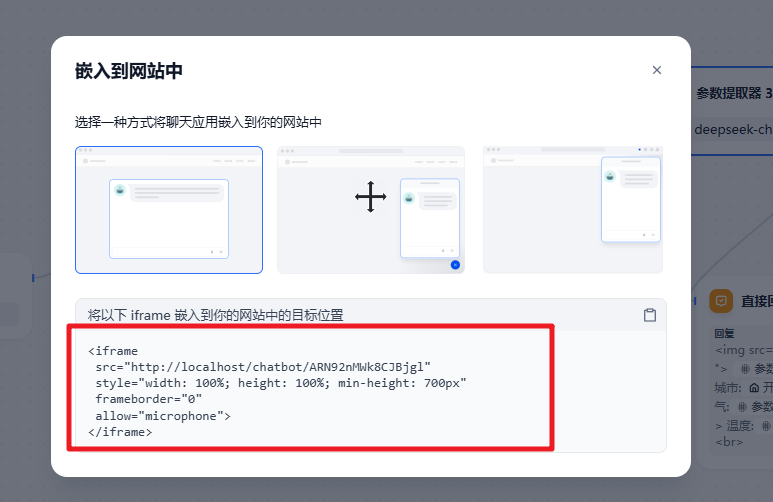 嵌入到网站中
选择一种方式将聊天应用嵌入到你的网站中
将以下 iframe 嵌入到你的网站中的目标位置
<iframe
src="http://localhost/chatbot/ARN92nMWk8CJBjgl"
style="width: 100%; height: 100%; min-height: 700px"
frameborder="0"
allow="microphone">
</iframe>
参数提取器 3
deepseek-ch
直接回
回复
<img src=
"> 参数
城市: 开
气: 参数
> 温度:
<br>